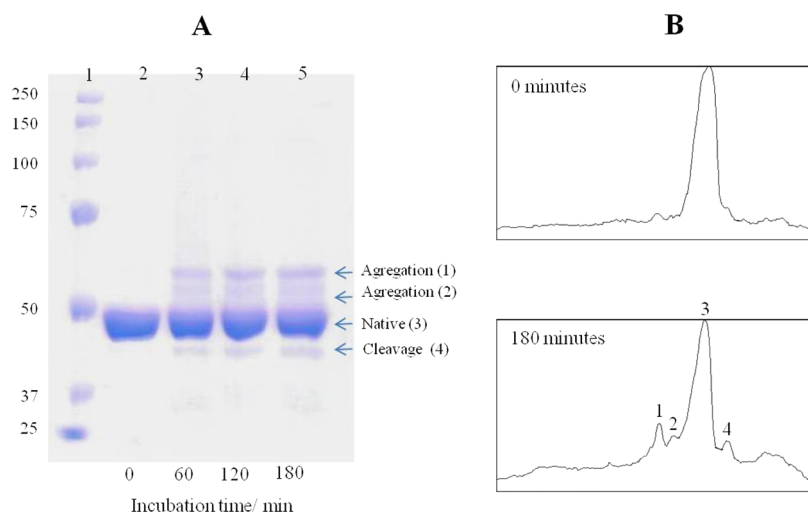 A
B
1 2 3 4 5
250
150
100
75
50
37
25
Agregation (1)
Agregation (2)
Native (3)
Cleavage (4)
0 60 120 180
Incubation time/ min
0 minutes
180 minutes
3
1
2
4